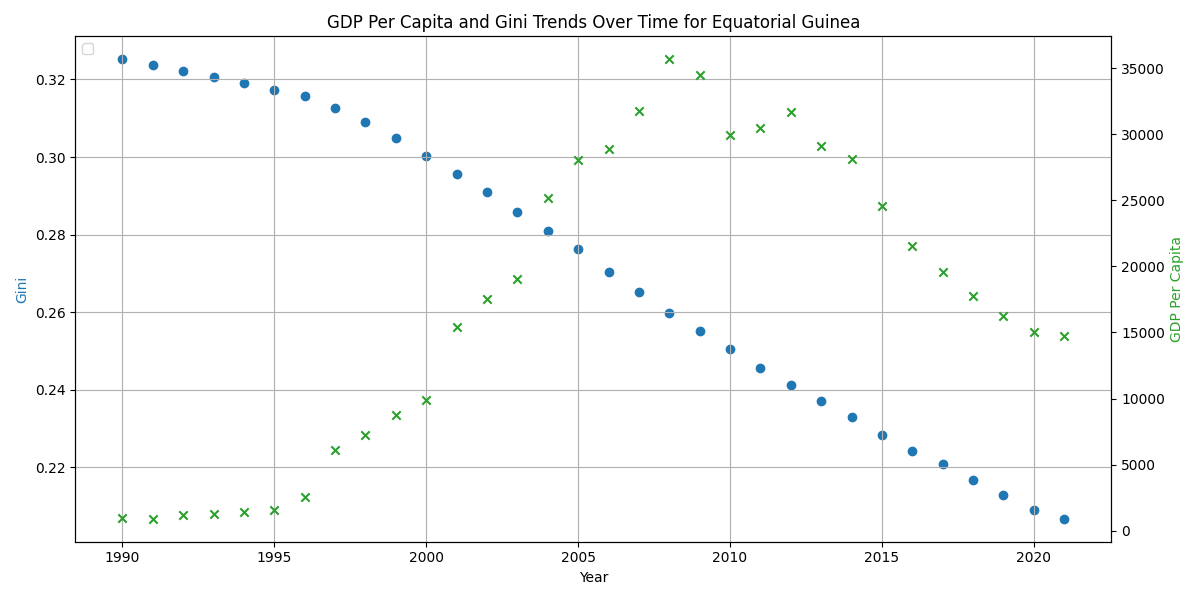 GDP Per Capita and Gini Trends Over Time for Equatorial Guinea
0.32
0.30
0.28
0.26
0.24
0.22
Gini
35000
30000
25000
20000
15000
10000
5000
0
GDP Per Capita
1990 1995 2000 2005 2010 2015 2020
Year